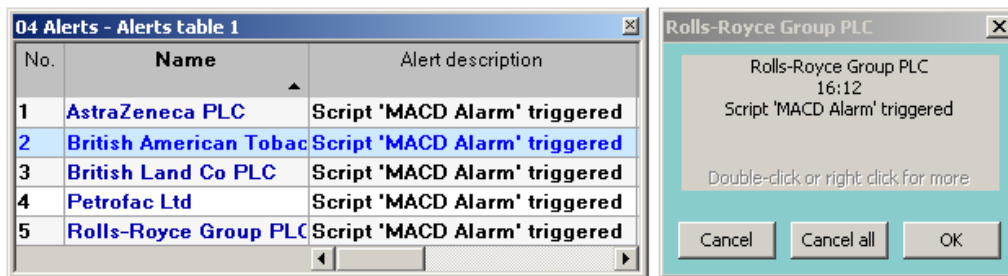 04 Alerts - Alerts table 1
No. Name Alert description
1 AstraZeneca PLC Script 'MACD Alarm' triggered
2 British American Tobac Script 'MACD Alarm' triggered
3 British Land Co PLC Script 'MACD Alarm' triggered
4 Petrofac Ltd Script 'MACD Alarm' triggered
5 Rolls-Royce Group PLC Script 'MACD Alarm' triggered
Rolls-Royce Group PLC
Rolls-Royce Group PLC
16:12
Script 'MACD Alarm' triggered
Double-click or right click for more
Cancel Cancel all OK